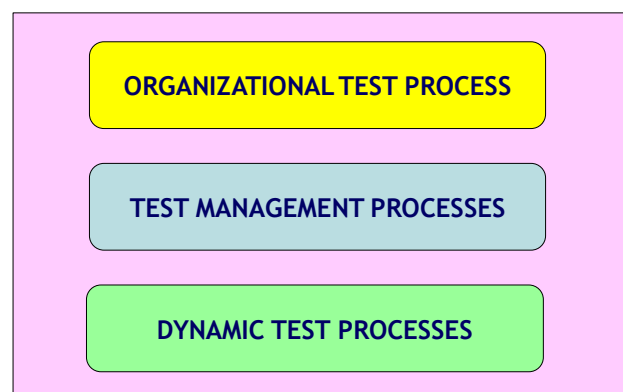 ORGANIZATIONAL TEST PROCESS
TEST MANAGEMENT PROCESSES
DYNAMIC TEST PROCESSES